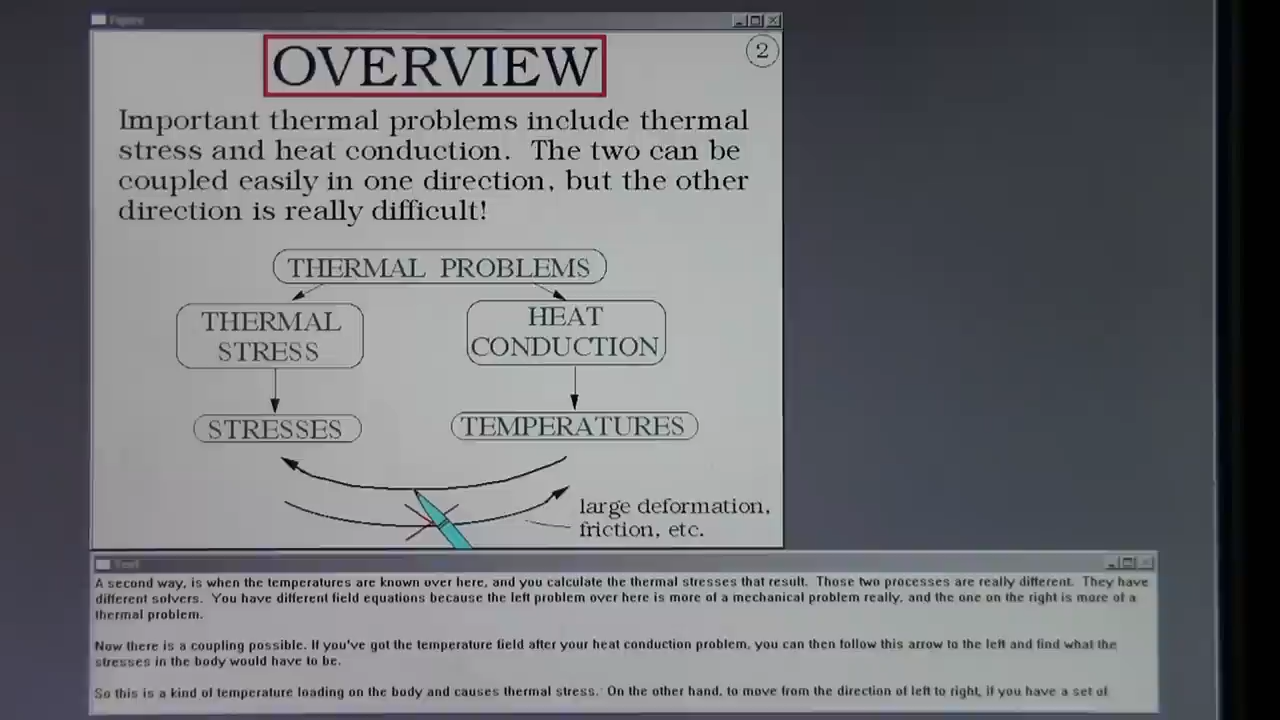 Figure
OVERVIEW
2
Important thermal problems include thermal
stress and heat conduction. The two can be
coupled easily in one direction, but the other
direction is really difficult!
THERMAL PROBLEMS
THERMAL
STRESS
HEAT
CONDUCTION
STRESSES
TEMPERATURES
large deformation,
friction, etc.
Text
A second way, is when the temperatures are known over here, and you calculate the thermal stresses that result. Those two processes are really different. They have
different solvers. You have different field equations because the left problem over here is more of a mechanical problem really, and the one on the right is more of a
thermal problem.
Now there is a coupling possible. If you've got the temperature field after your heat conduction problem, you can then follow this arrow to the left and find what the
stresses in the body would have to be.
So this is a kind of temperature loading on the body and causes thermal stress. On the other hand, to move from the direction of left to right, if you have a set of